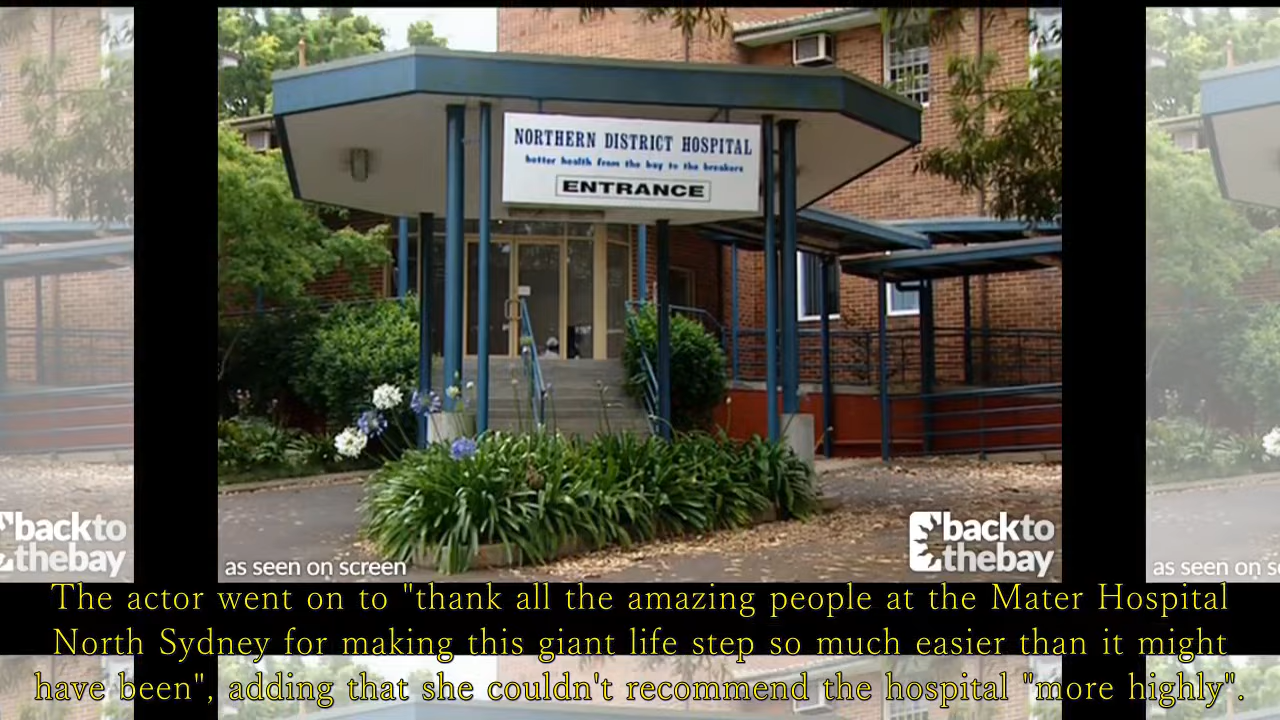 NORTHERN DISTRICT HOSPITAL
better health from the bay to the breakers
ENTRANCE
as seen on screen
backto
thebay
backto
thebay
as seen on s
The actor went on to "thank all the amazing people at the Mater Hospital
North Sydney for making this giant life step so much easier than it might
have been", adding that she couldn't recommend the hospital "more highly".